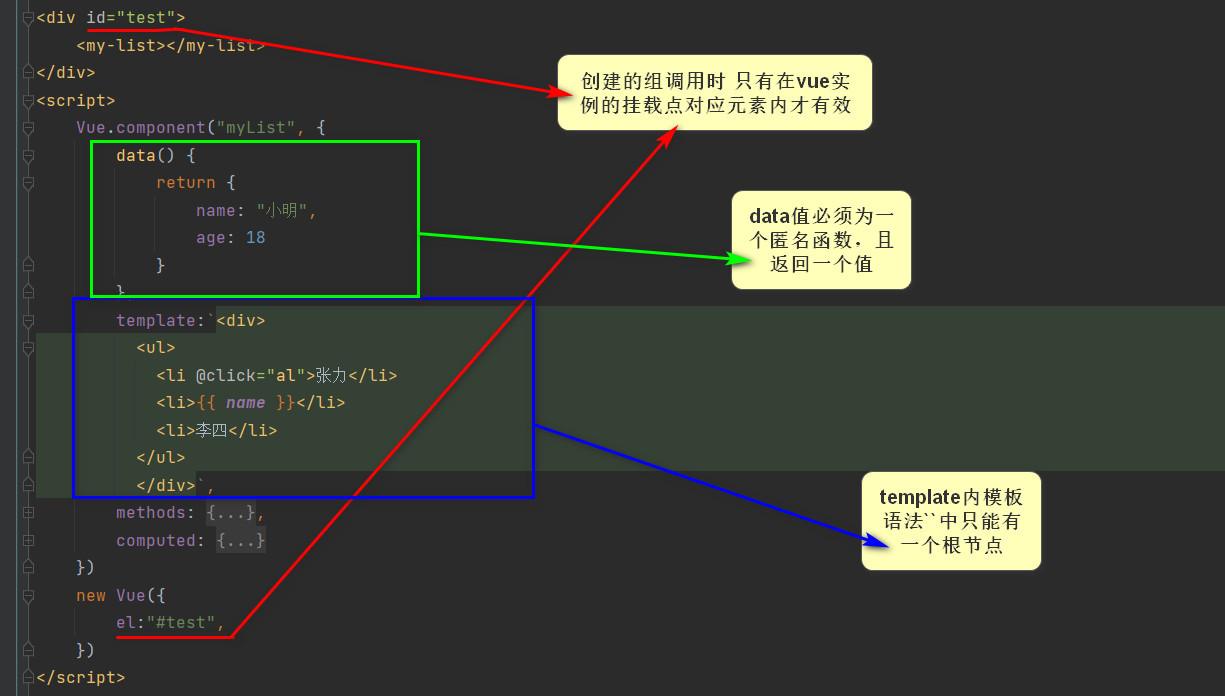 <div id="test">
<my-list></my-list>
</div>
<script>
Vue.component("myList", {
data() {
return {
name: "小明",
age: 18
}
},
template:`<div>
<ul>
<li @click="al">张力</li>
<li>{{ name }}</li>
<li>李四</li>
</ul>
</div>`,
methods: {...},
computed: {...}
})
new Vue({
el:"#test",
})
</script>
创建的组调用时 只有在vue实
例的挂载点对应元素内才有效
data值必须为一
个匿名函数，且
返回一个值
template内模板
语法``中只能有
一个根节点